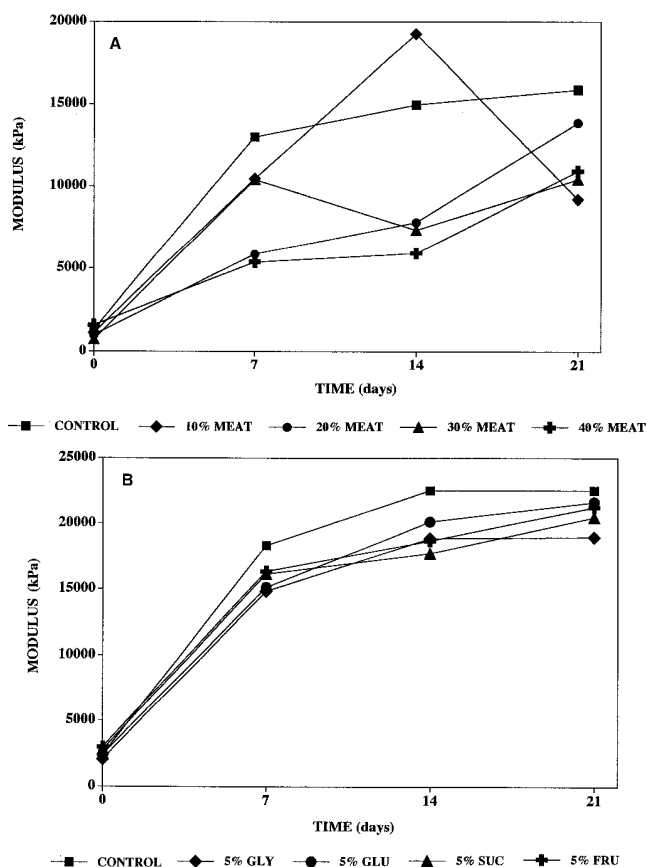 20000
A
15000
MODULUS (kPa)
10000
5000
0
0 7 14 21
TIME (days)
CONTROL 10% MEAT 20% MEAT 30% MEAT 40% MEAT
25000
B
20000
MODULUS (kPa)
15000
10000
5000
0
0 7 14 21
TIME (days)
CONTROL 5% GLY 5% GLU 5% SUC 5% FRU